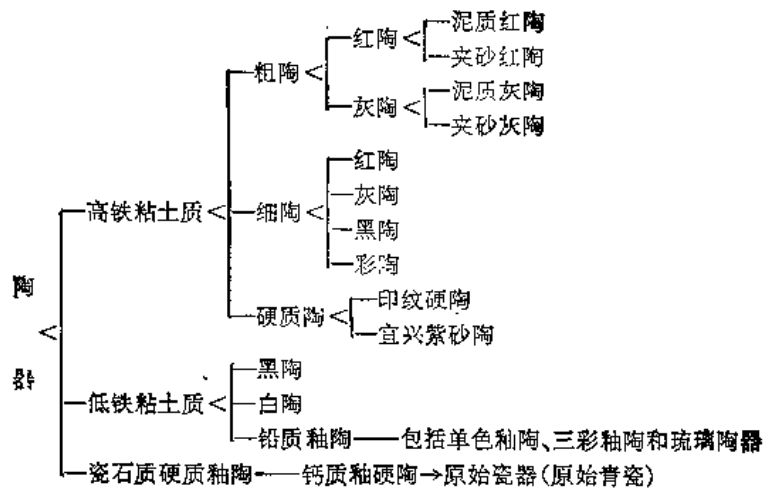 泥质红陶
红陶
夹砂红陶
粗陶
泥质灰陶
灰陶
夹砂灰陶
红陶
灰陶
高铁粘土质
细陶
黑陶
彩陶
陶器
印纹硬陶
硬质陶
宜兴紫砂陶
黑陶
低铁粘土质
白陶
铅质釉陶——包括单色釉陶、三彩釉陶和琉璃陶器
瓷石质硬质釉陶——钙质釉硬陶→原始瓷器(原始青瓷)